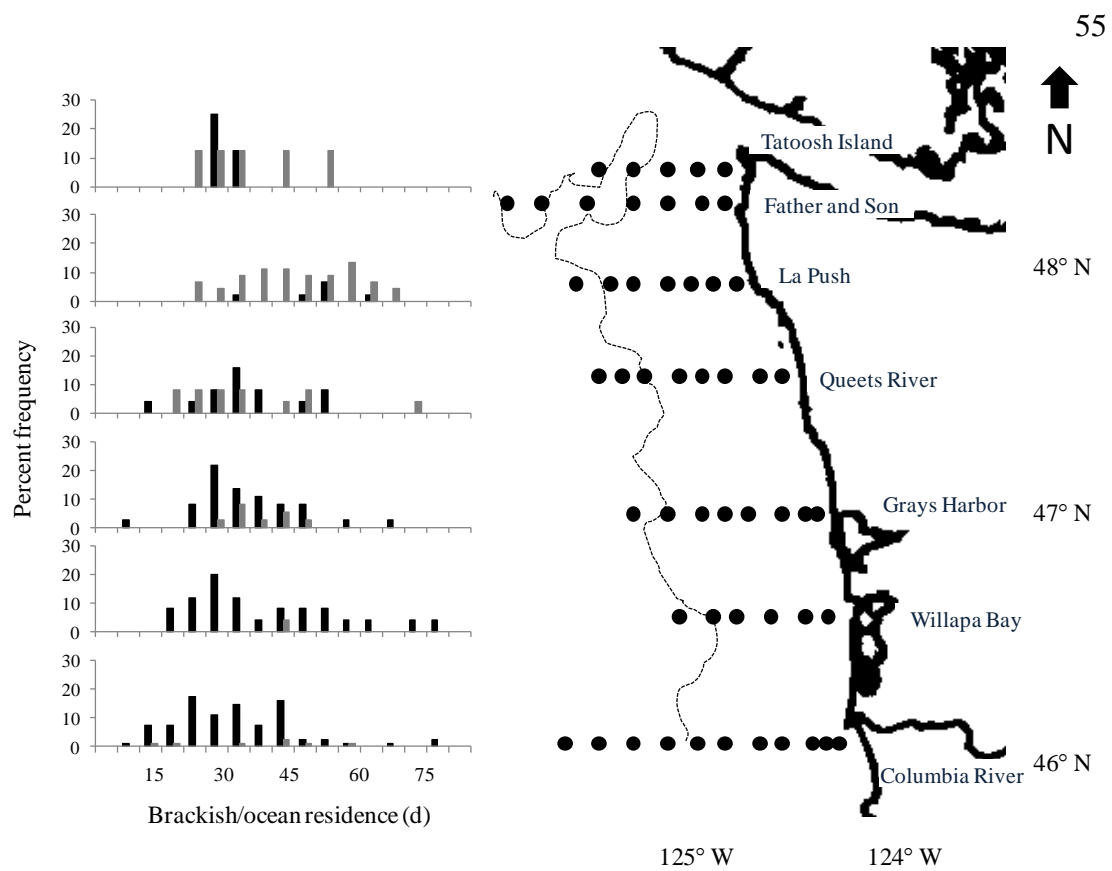 55
N
Percent frequency
30
20
10
0
30
20
10
0
30
20
10
0
30
20
10
0
30
20
10
0
30
20
10
0
15 30 45 60 75
Brackish/ocean residence (d)
Tatoosh Island
Father and Son
La Push
Queets River
Grays Harbor
Willapa Bay
Columbia River
48° N
47° N
46° N
125° W 124° W